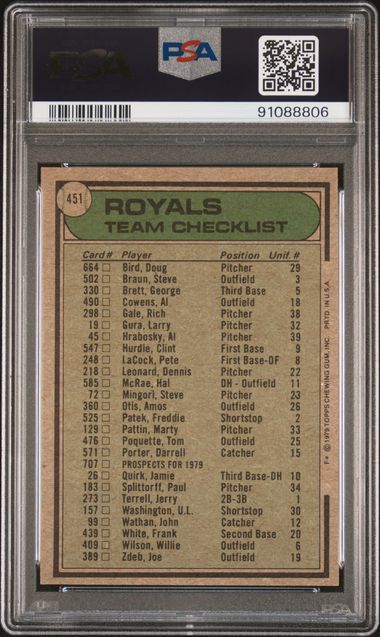 PSA
PSA
91088806
451
ROYALS
TEAM CHECKLIST
Card# Player Position Unif. #
664 Bird, Doug Pitcher 29
502 Braun, Steve Outfield 3
330 Brett, George Third Base 5
490 Cowens, Al Outfield 18
298 Gale, Rich Pitcher 38
19 Gura, Larry Pitcher 32
45 Hrabosky, Al Pitcher 39
547 Hurdle, Clint First Base 9
248 LaCock, Pete First Base-OF 8
218 Leonard, Dennis Pitcher 22
585 McRae, Hal DH - Outfield 11
72 Mingori, Steve Pitcher 23
360 Otis, Amos Outfield 26
525 Patek, Freddie Shortstop 2
129 Pattin, Marty Pitcher 33
476 Poquette, Tom Outfield 25
571 Porter, Darrell Catcher 15
707 PROSPECTS FOR 1979
26 Quirk, Jamie Third Base-DH 10
183 Splittorff, Paul Pitcher 34
273 Terrell, Jerry 2B-3B 1
157 Washington, U.L. Shortstop 30
99 Wathan, John Catcher 12
439 White, Frank Second Base 20
409 Wilson, Willie Outfield 6
389 Zdeb, Joe Outfield 19
F* © 1979 TOPPS CHEWING GUM, INC. PRTD. IN U.S.A.